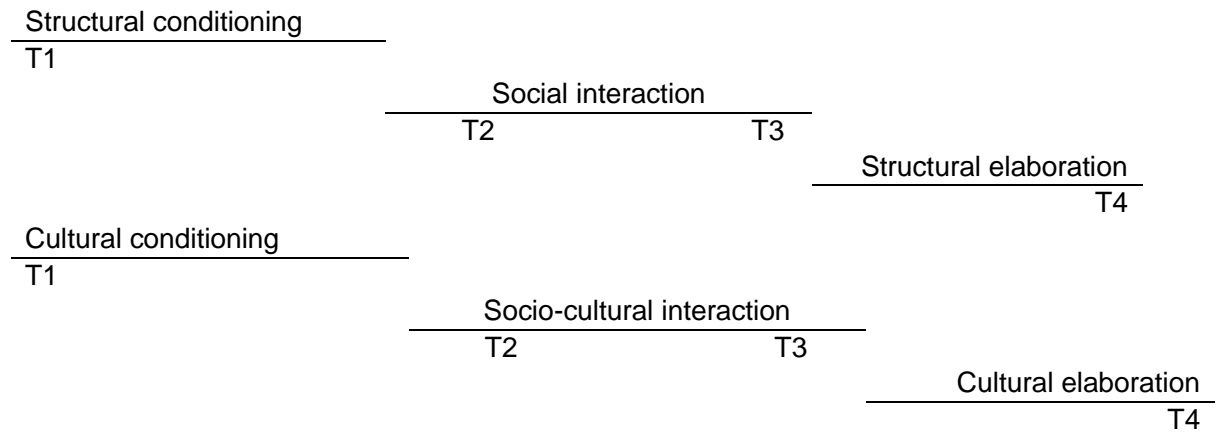 Structural conditioning
T1
Social interaction
T2 T3
Structural elaboration
T4
Cultural conditioning
T1
Socio-cultural interaction
T2 T3
Cultural elaboration
T4